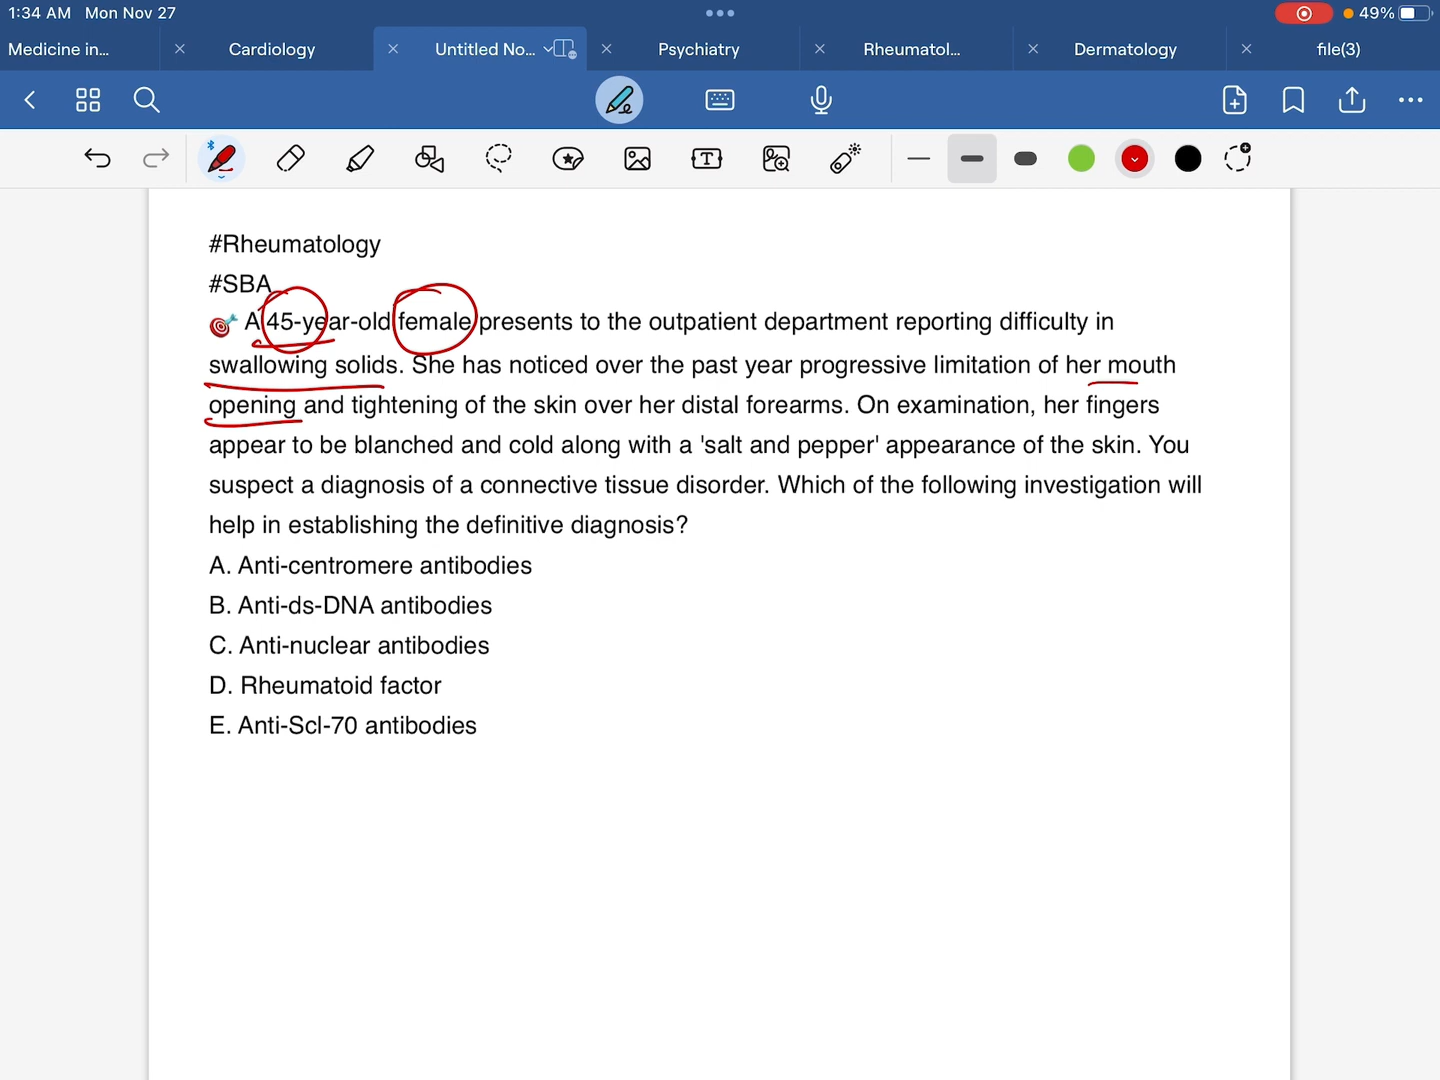 1:34 AM Mon Nov 27
49%
Medicine in... Cardiology Untitled No... Psychiatry Rheumatol... Dermatology file(3)
#Rheumatology
#SBA
🎯 A 45-year-old female presents to the outpatient department reporting difficulty in
swallowing solids. She has noticed over the past year progressive limitation of her mouth
opening and tightening of the skin over her distal forearms. On examination, her fingers
appear to be blanched and cold along with a 'salt and pepper' appearance of the skin. You
suspect a diagnosis of a connective tissue disorder. Which of the following investigation will
help in establishing the definitive diagnosis?
A. Anti-centromere antibodies
B. Anti-ds-DNA antibodies
C. Anti-nuclear antibodies
D. Rheumatoid factor
E. Anti-Scl-70 antibodies